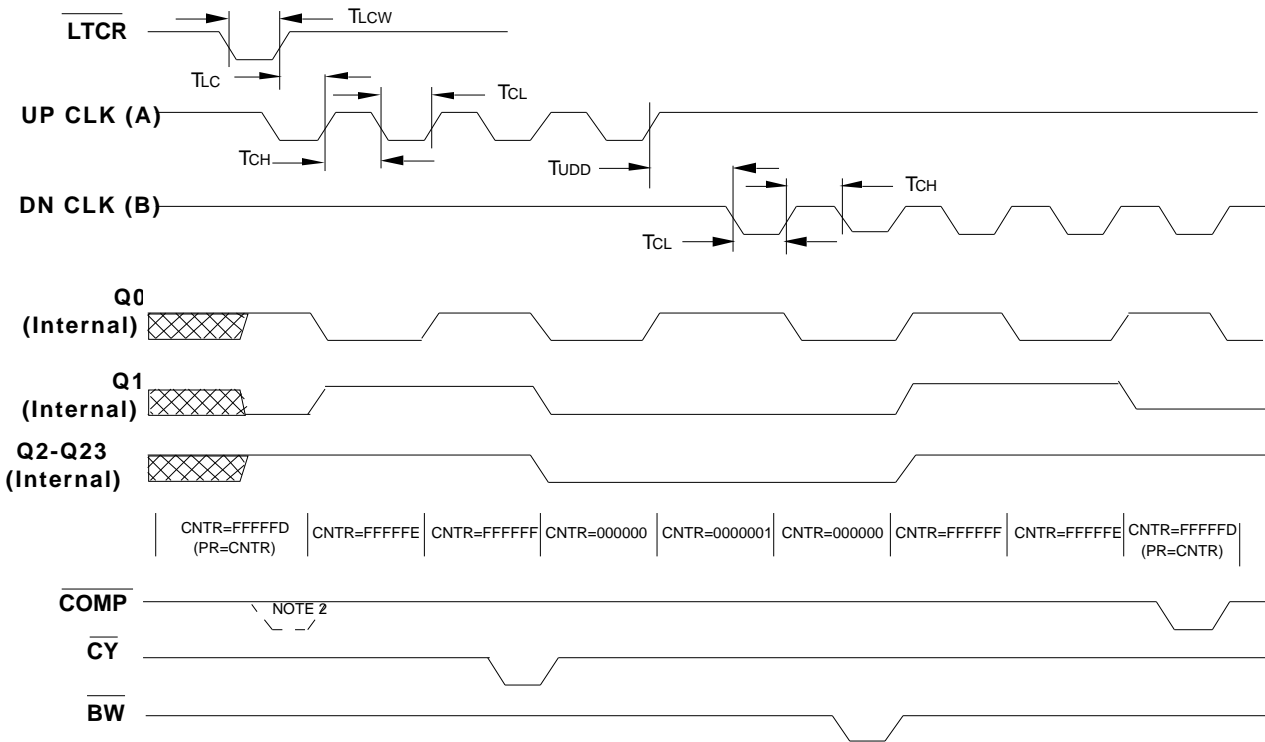 LTCR
TLCW
TLC
TCL
UP CLK (A)
TCH
TUDD
TCH
DN CLK (B)
TCL
Q0
(Internal)
Q1
(Internal)
Q2-Q23
(Internal)
CNTR=FFFFFD
(PR=CNTR)
CNTR=FFFFFE
CNTR=FFFFFF
CNTR=000000
CNTR=0000001
CNTR=000000
CNTR=FFFFFF
CNTR=FFFFFE
CNTR=FFFFFD
(PR=CNTR)
COMP
NOTE 2
CY
BW